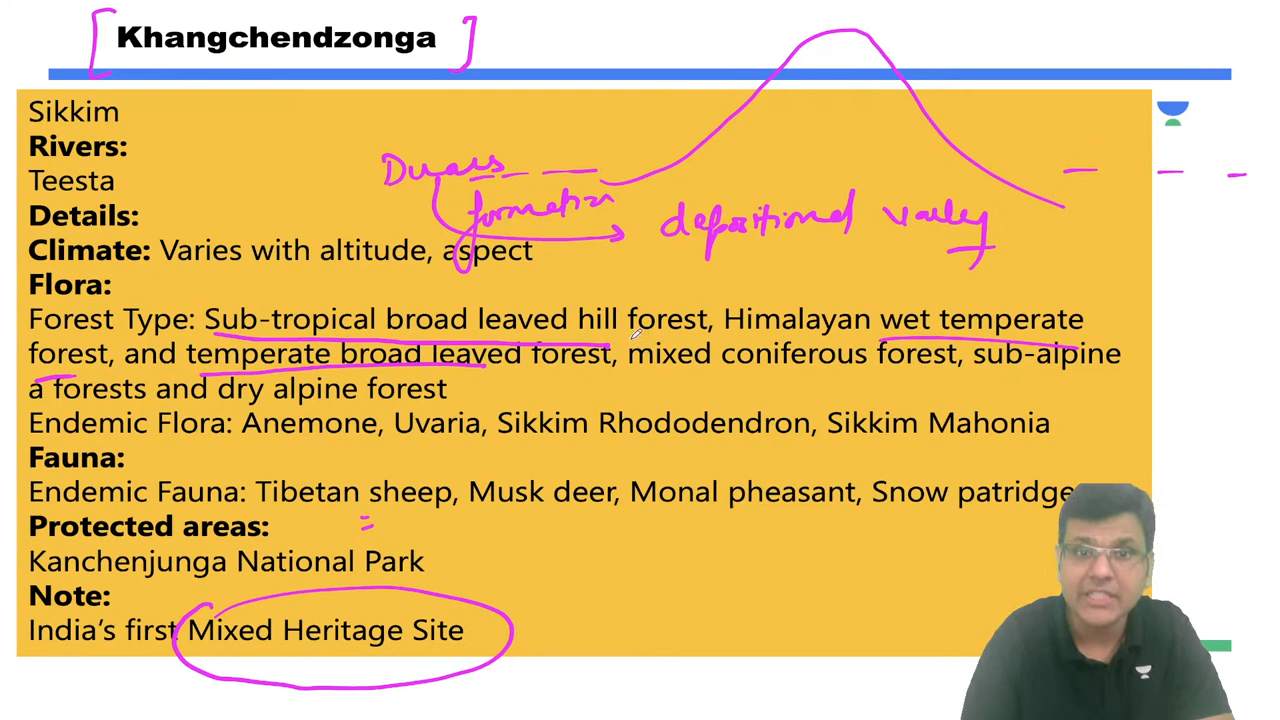 Khangchendzonga
Sikkim
Rivers:
Teesta
Details:
Climate: Varies with altitude, aspect
Flora:
Forest Type: Sub-tropical broad leaved hill forest, Himalayan wet temperate
forest, and temperate broad leaved forest, mixed coniferous forest, sub-alpine
a forests and dry alpine forest
Endemic Flora: Anemone, Uvaria, Sikkim Rhododendron, Sikkim Mahonia
Fauna:
Endemic Fauna: Tibetan sheep, Musk deer, Monal pheasant, Snow patridge
Protected areas:
Kanchenjunga National Park
Note:
India's first Mixed Heritage Site
Duars
formation
depositional valley